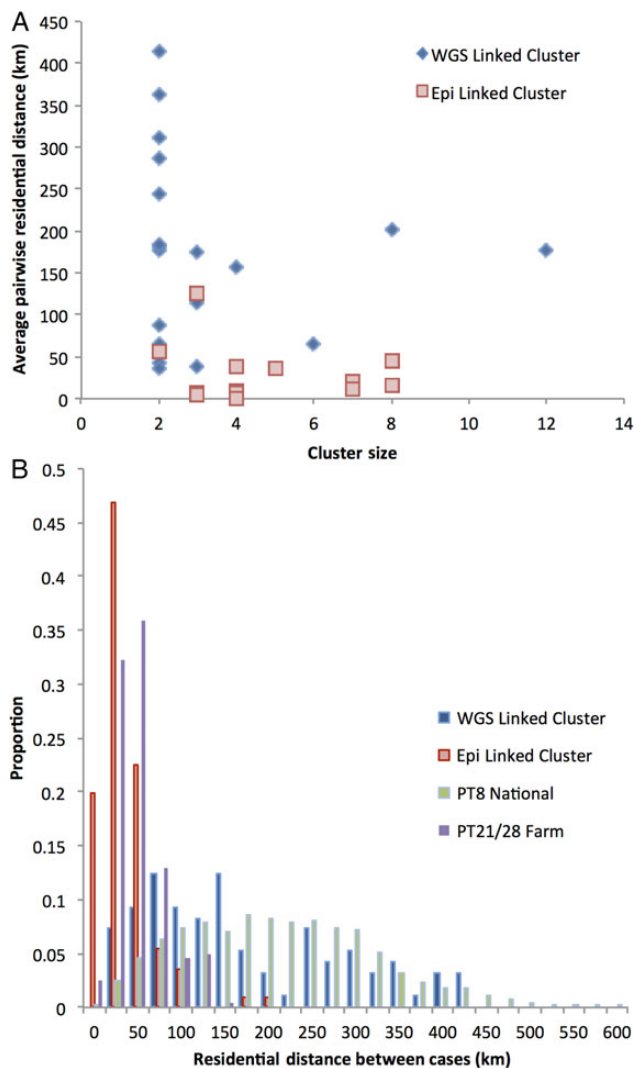 A
450
400
350
300
250
200
150
100
50
0
Average pairwise residential distance (km)
WGS Linked Cluster
Epi Linked Cluster
0 2 4 6 8 10 12 14
Cluster size
B
0.5
0.45
0.4
0.35
0.3
0.25
0.2
0.15
0.1
0.05
0
Proportion
WGS Linked Cluster
Epi Linked Cluster
PT8 National
PT21/28 Farm
0 50 100 150 200 250 300 350 400 450 500 550 600
Residential distance between cases (km)